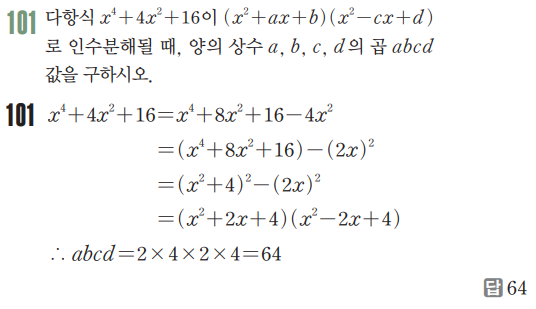 101 다항식 x⁴+4x²+16이 (x²+ax+b)(x²-cx+d)
로 인수분해될 때, 양의 상수 a, b, c, d의 곱 abcd
값을 구하시오.
101 x⁴+4x²+16=x⁴+8x²+16-4x²
=(x⁴+8x²+16)-(2x)²
=(x²+4)²-(2x)²
=(x²+2x+4)(x²-2x+4)
∴ abcd=2×4×2×4=64
답 64